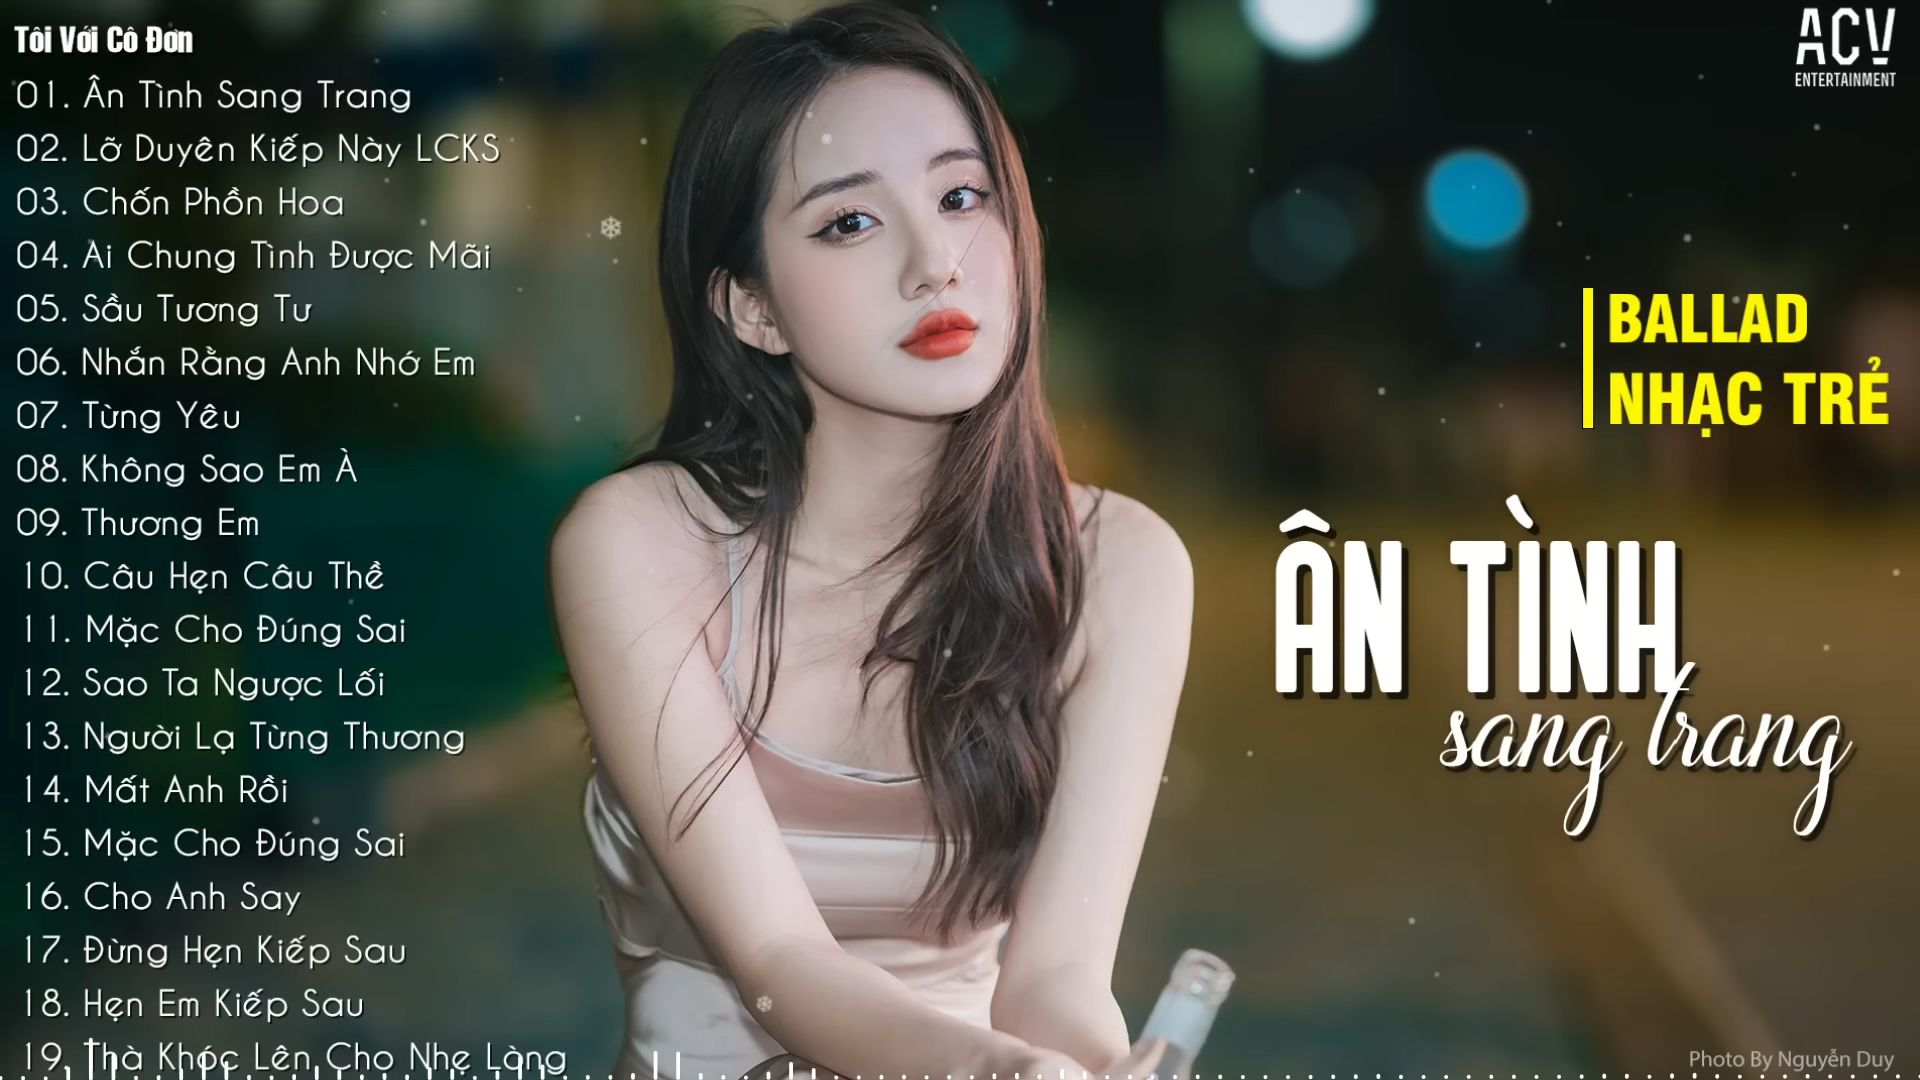 Tôi Với Cô Đơn
01. Ân Tình Sang Trang
02. Lỡ Duyên Kiếp Này LCKS
03. Chốn Phồn Hoa
04. Ai Chung Tình Được Mãi
05. Sầu Tương Tư
06. Nhắn Rằng Anh Nhớ Em
07. Từng Yêu
08. Không Sao Em À
09. Thương Em
10. Câu Hẹn Câu Thề
11. Mặc Cho Đúng Sai
12. Sao Ta Ngược Lối
13. Người Lạ Từng Thương
14. Mất Anh Rồi
15. Mặc Cho Đúng Sai
16. Cho Anh Say
17. Đừng Hẹn Kiếp Sau
18. Hẹn Em Kiếp Sau
19. Thà Khóc Lên Cho Nhẹ Lòng
ACV
ENTERTAINMENT
BALLAD
NHẠC TRẺ
ÂN TÌNH
sang trang
Photo By Nguyễn Duy